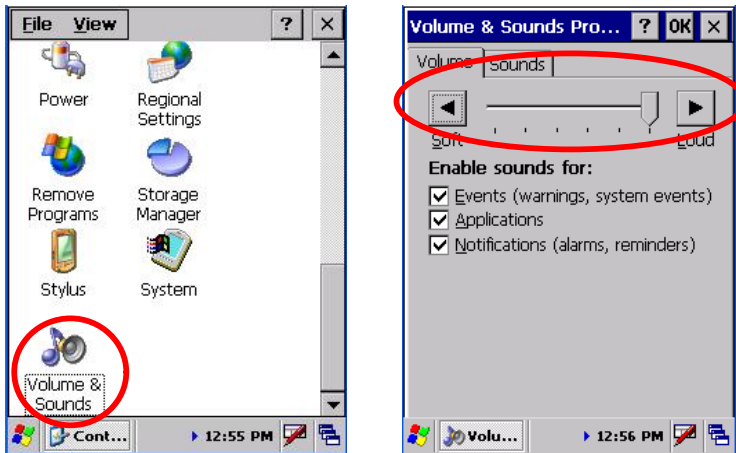 File View ? ×
Power Regional Settings
Remove Programs Storage Manager
Stylus System
Volume & Sounds
Cont... 12:55 PM
Volume & Sounds Pro... ? OK ×
Volume Sounds
Soft Loud
Enable sounds for:
Events (warnings, system events)
Applications
Notifications (alarms, reminders)
Volu... 12:56 PM